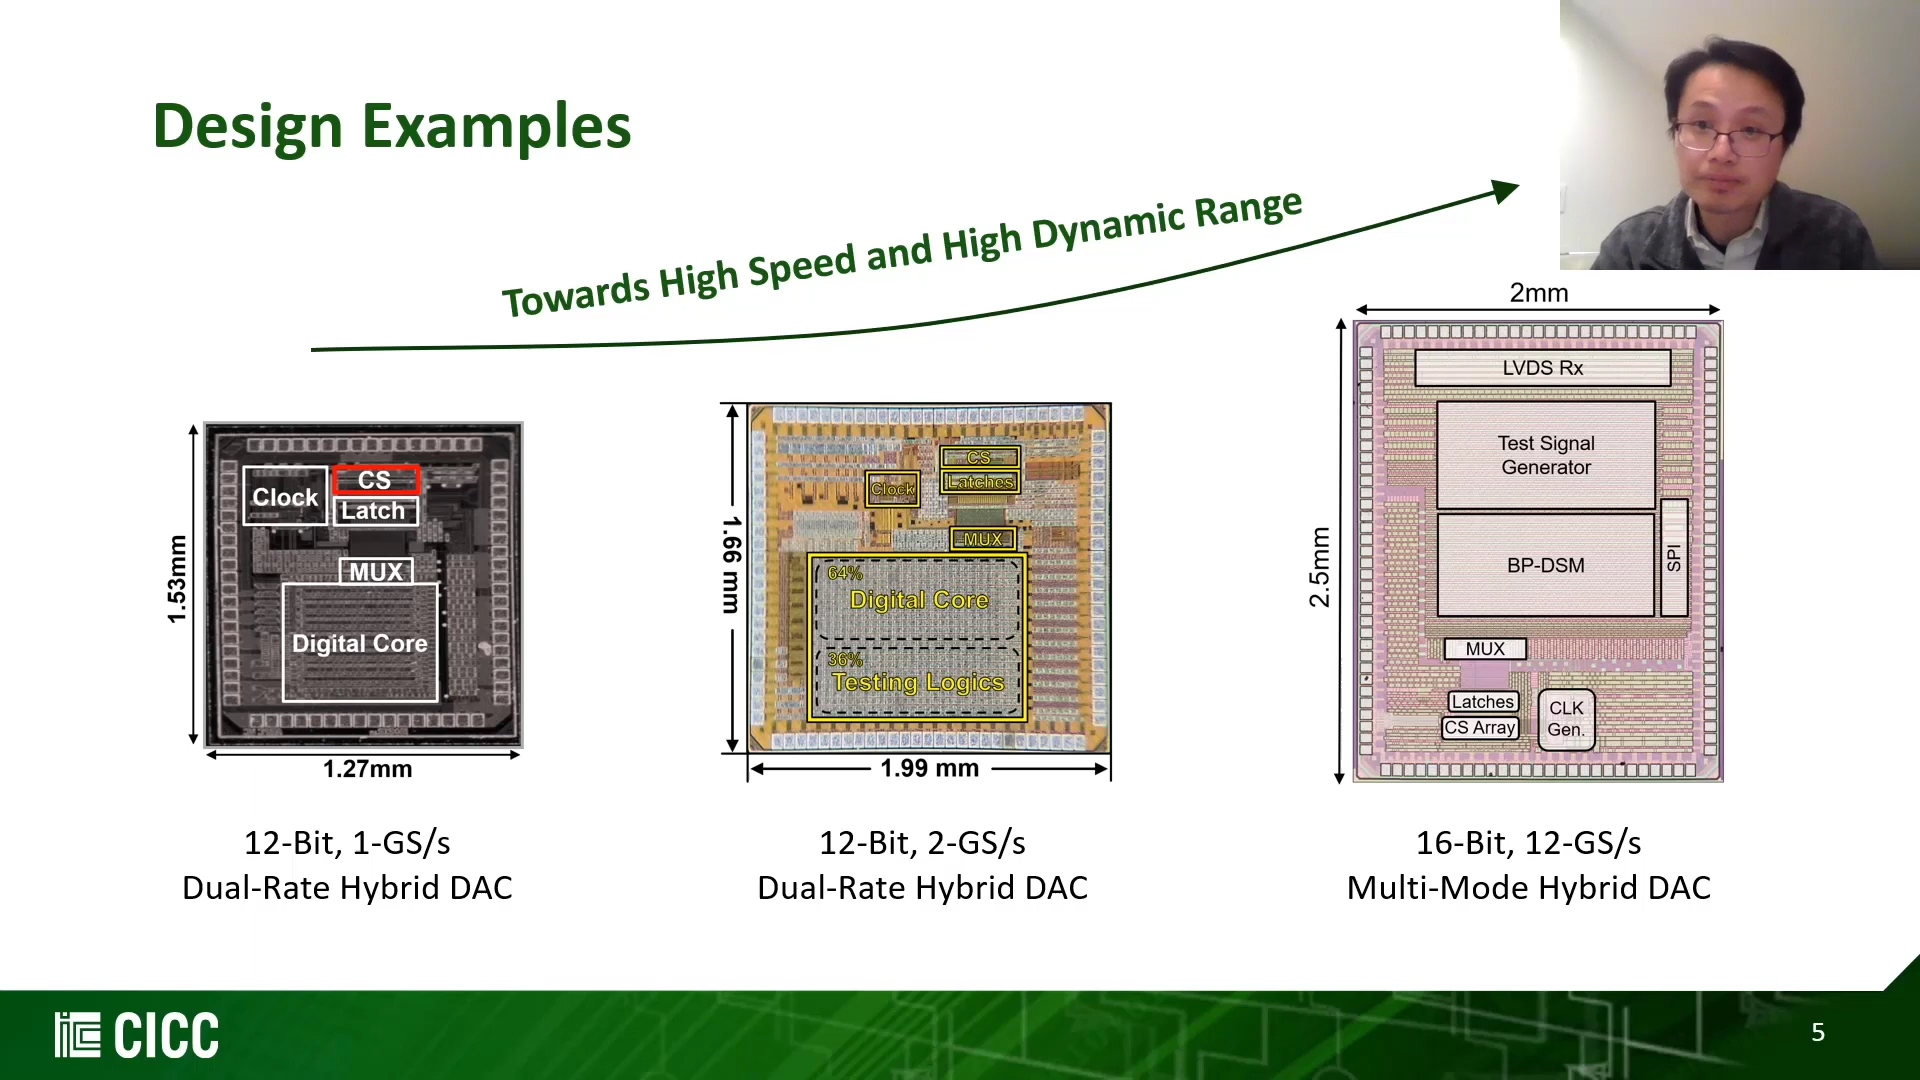 Design Examples
Towards High Speed and High Dynamic Range
1.53mm
Clock
CS
Latch
MUX
Digital Core
1.27mm
12-Bit, 1-GS/s
Dual-Rate Hybrid DAC
1.66 mm
CS
Clock
Latches
MUX
64%
Digital Core
36%
Testing Logics
1.99 mm
12-Bit, 2-GS/s
Dual-Rate Hybrid DAC
2mm
2.5mm
LVDS Rx
Test Signal
Generator
BP-DSM
SPI
MUX
Latches
CS Array
CLK
Gen.
16-Bit, 12-GS/s
Multi-Mode Hybrid DAC
CICC
5